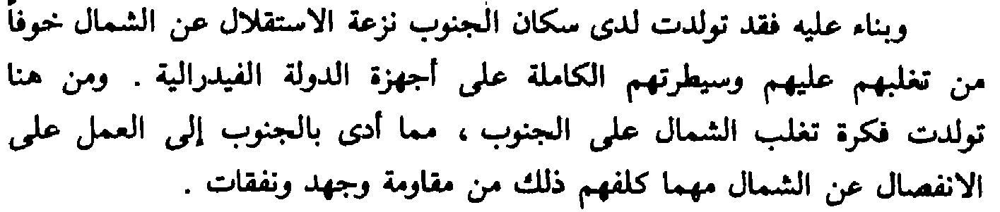 وبناء عليه فقد تولدت لدى سكان الجنوب نزعة الاستقلال عن الشمال خوفاً
من تغلبهم عليهم وسيطرتهم الكاملة على أجهزة الدولة الفيدرالية . ومن هنا
تولدت فكرة تغلب الشمال على الجنوب ، مما أدى بالجنوب إلى العمل على
الانفصال عن الشمال مهما كلفهم ذلك من مقاومة وجهد ونفقات .